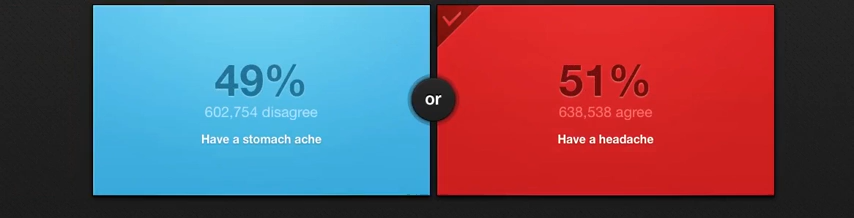 49%
602,754 disagree
Have a stomach ache
or
51%
638,538 agree
Have a headache